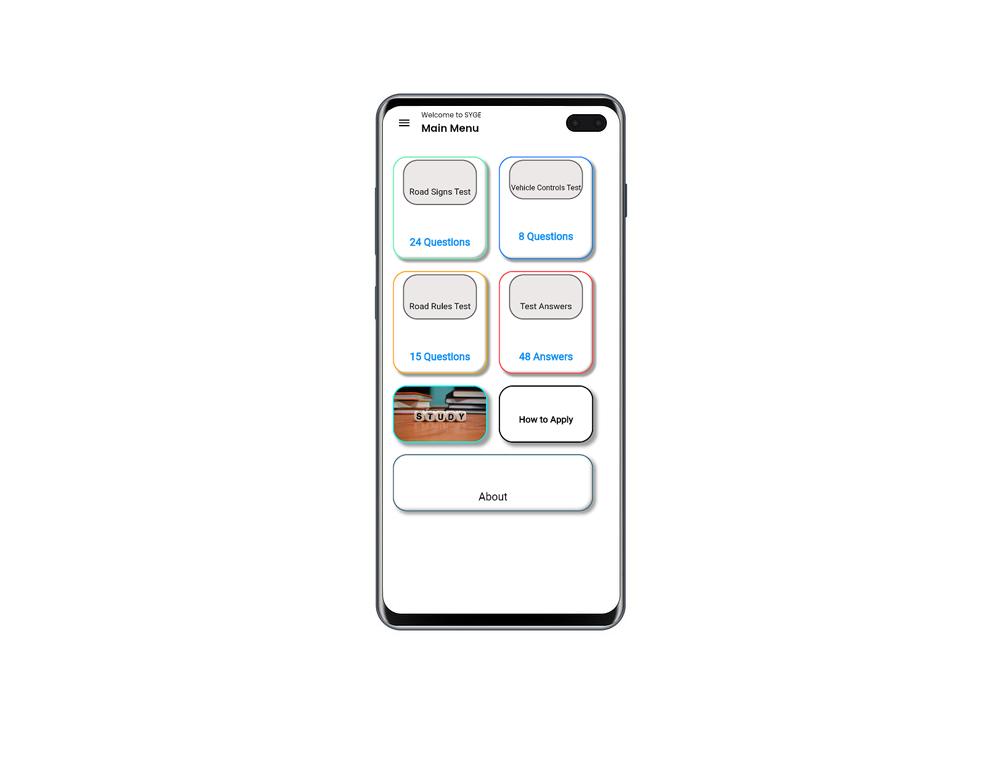 Welcome to SYGE
Main Menu
Road Signs Test
24 Questions
Vehicle Controls Test
8 Questions
Road Rules Test
15 Questions
Test Answers
48 Answers
STUDY
How to Apply
About